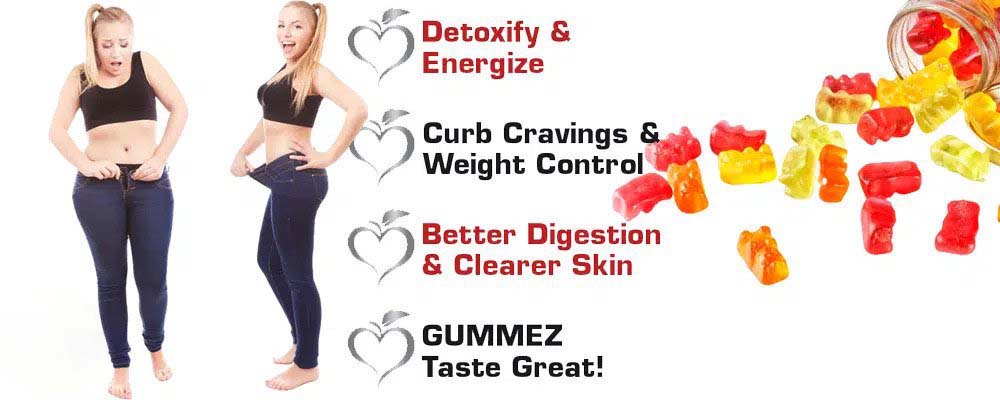 Detoxify &
Energize
Curb Cravings &
Weight Control
Better Digestion
& Clearer Skin
GUMMEZ
Taste Great!